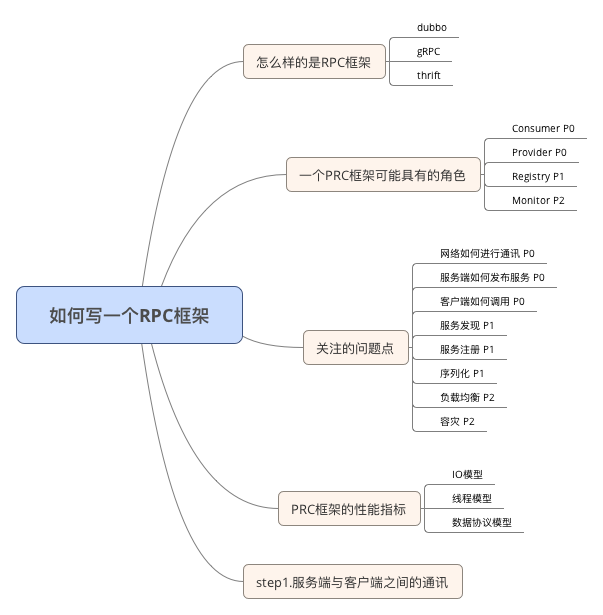 如何写一个RPC框架
怎么样的是RPC框架
dubbo
gRPC
thrift
一个PRC框架可能具有的角色
Consumer P0
Provider P0
Registry P1
Monitor P2
关注的问题点
网络如何进行通讯 P0
服务端如何发布服务 P0
客户端如何调用 P0
服务发现 P1
服务注册 P1
序列化 P1
负载均衡 P2
容灾 P2
PRC框架的性能指标
IO模型
线程模型
数据协议模型
step1.服务端与客户端之间的通讯